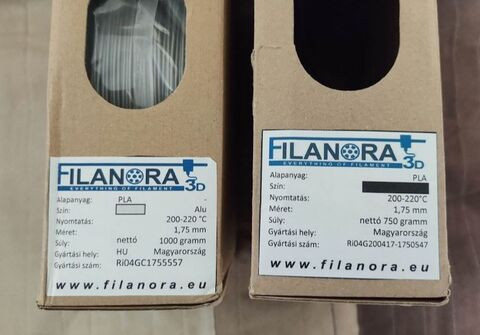 FILANORA
3D
EVERYTHING OF FILAMENT
Alapanyag: PLA -
Szín: Alu
Nyomtatás: 200-220 °C
Méret: 1,75 mm
Súly: nettó 1000 gramm
Gyártási hely: HU Magyarország
Gyártási szám: Ri04GC1755557
www.filanora.eu
FILANORA
3D
EVERYTHING OF FILAMENT
Alapanyag: PLA
Szín:
Nyomtatás: 200-220°C
Méret: 1,75 mm
Súly: nettó 750 gramm
Gyártási hely: Magyarország
Gyártási szám: Ri04G200417-1750547
www.filanora.eu